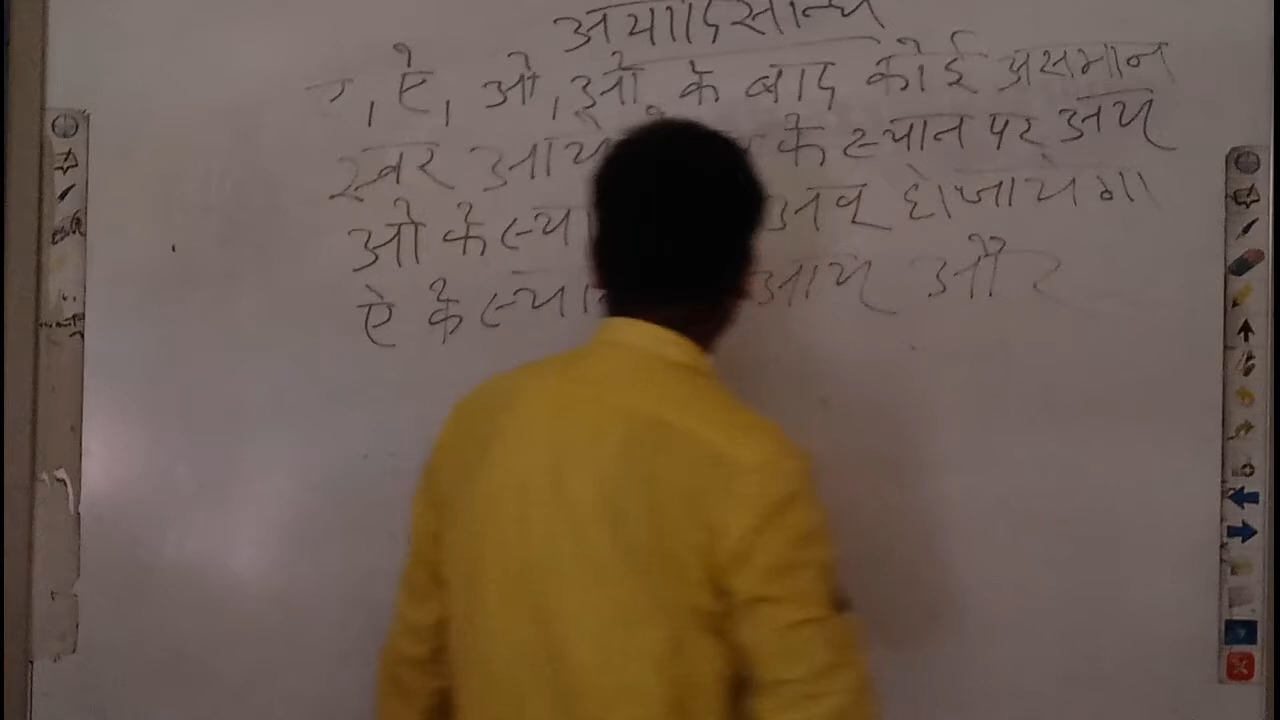 अयादि सन्धि
ऐ, ओ, औ के बाद कोई असमान
स्वर आये के स्थान पर अय्
ओ के स्था अव् हो जायेगा
ऐ के स्था आय् और